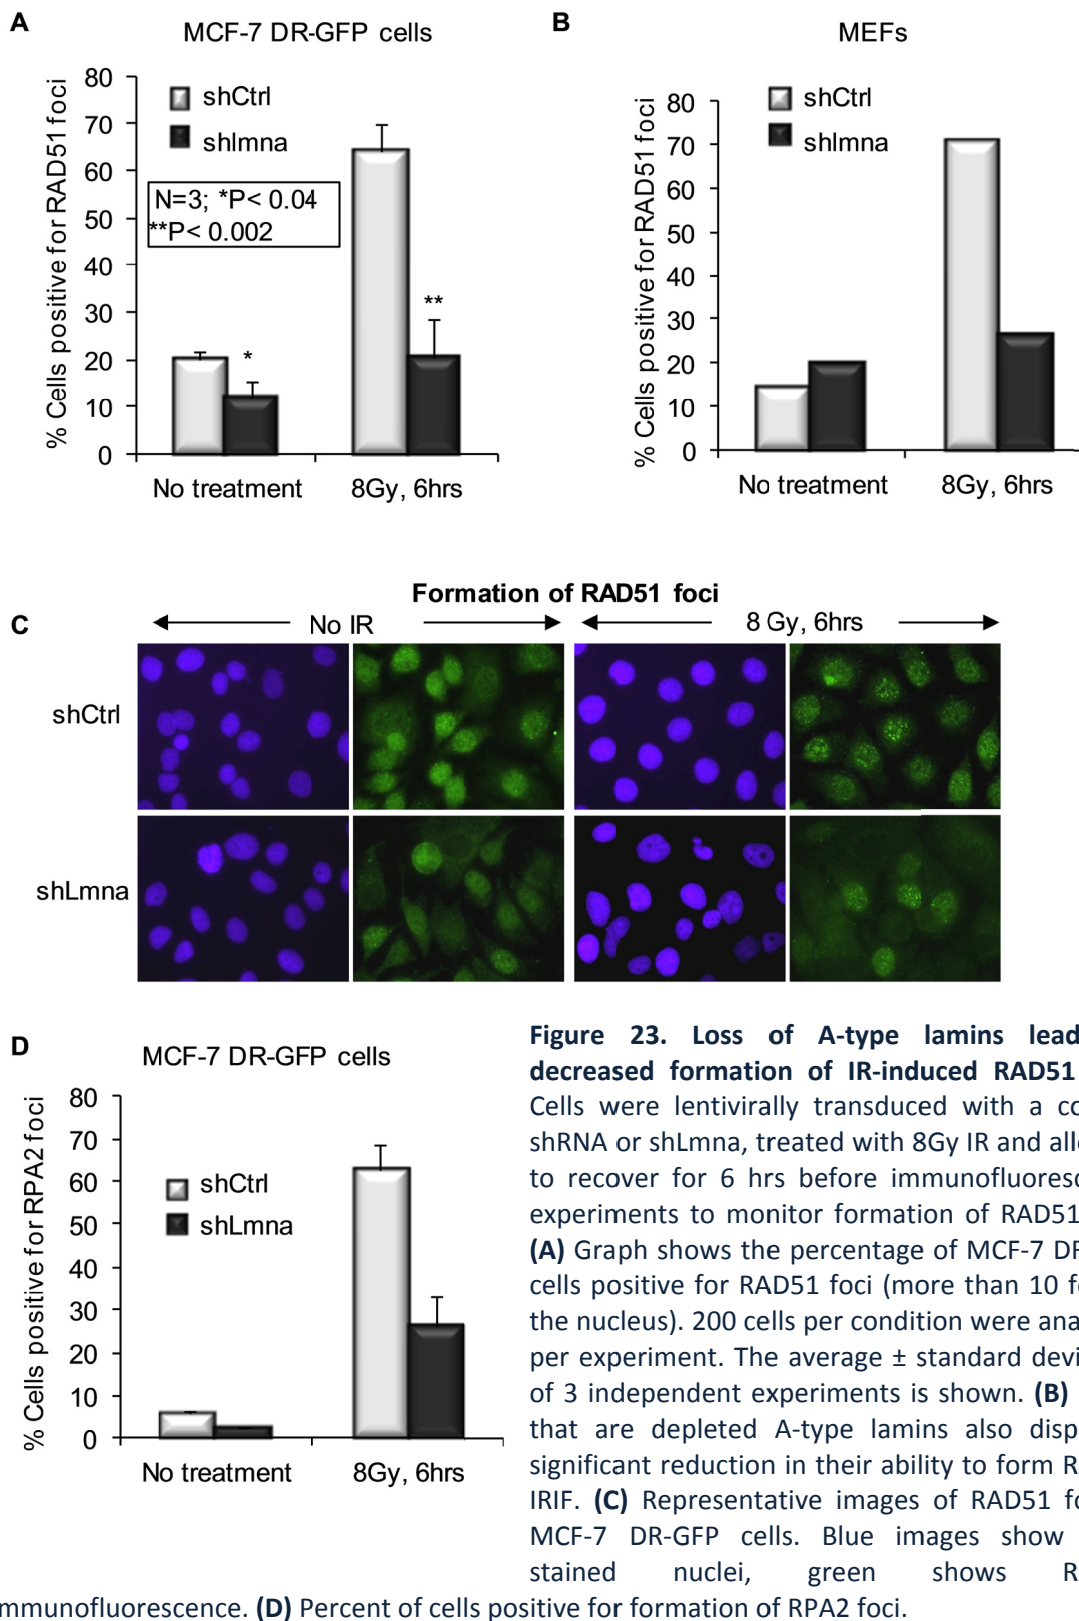 A
MCF-7 DR-GFP cells
% Cells positive for RAD51 foci
80
70
60
50
40
30
20
10
0
shCtrl
shlmna
N=3; *P< 0.04
**P< 0.002
*
**
No treatment
8Gy, 6hrs
B
MEFs
% Cells positive for RAD51 foci
80
70
60
50
40
30
20
10
0
shCtrl
shlmna
No treatment
8Gy, 6hrs
C
Formation of RAD51 foci
No IR
8 Gy, 6hrs
shCtrl
shLmna
D
MCF-7 DR-GFP cells
% Cells positive for RPA2 foci
80
70
60
50
40
30
20
10
0
shCtrl
shLmna
No treatment
8Gy, 6hrs
Figure 23. Loss of A-type lamins lead
decreased formation of IR-induced RAD51
Cells were lentivirally transduced with a co
shRNA or shLmna, treated with 8Gy IR and all
to recover for 6 hrs before immunofluoresc
experiments to monitor formation of RAD51
(A) Graph shows the percentage of MCF-7 DR
cells positive for RAD51 foci (more than 10 fo
the nucleus). 200 cells per condition were ana
per experiment. The average ± standard devi
of 3 independent experiments is shown. (B)
that are depleted A-type lamins also disp
significant reduction in their ability to form R
IRIF. (C) Representative images of RAD51 fo
MCF-7 DR-GFP cells. Blue images show
stained nuclei, green shows R
mmunofluorescence. (D) Percent of cells positive for formation of RPA2 foci.